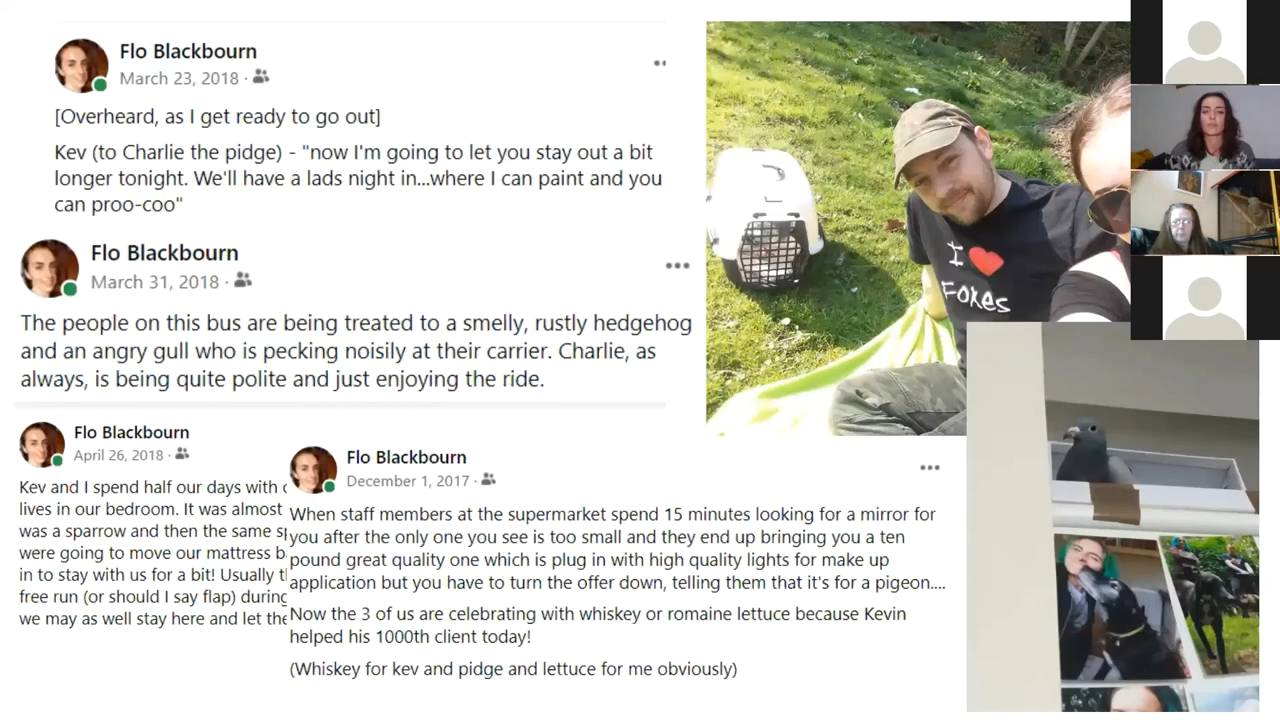 Flo Blackbourn
March 23, 2018 ·
[Overheard, as I get ready to go out]
Kev (to Charlie the pidge) - "now I'm going to let you stay out a bit
longer tonight. We'll have a lads night in...where I can paint and you
can proo-coo"
Flo Blackbourn
March 31, 2018 ·
The people on this bus are being treated to a smelly, rustly hedgehog
and an angry gull who is pecking noisily at their carrier. Charlie, as
always, is being quite polite and just enjoying the ride.
Flo Blackbourn
April 26, 2018 ·
Kev and I spend half our days with
lives in our bedroom. It was almost
was a sparrow and then the same
were going to move our mattress
in to stay with us for a bit! Usually
free run (or should I say flap) during
we may as well stay here and let
Flo Blackbourn
December 1, 2017 ·
When staff members at the supermarket spend 15 minutes looking for a mirror for
you after the only one you see is too small and they end up bringing you a ten
pound great quality one which is plug in with high quality lights for make up
application but you have to turn the offer down, telling them that it's for a pigeon....
Now the 3 of us are celebrating with whiskey or romaine lettuce because Kevin
helped his 1000th client today!
(Whiskey for kev and pidge and lettuce for me obviously)
I
Foxes